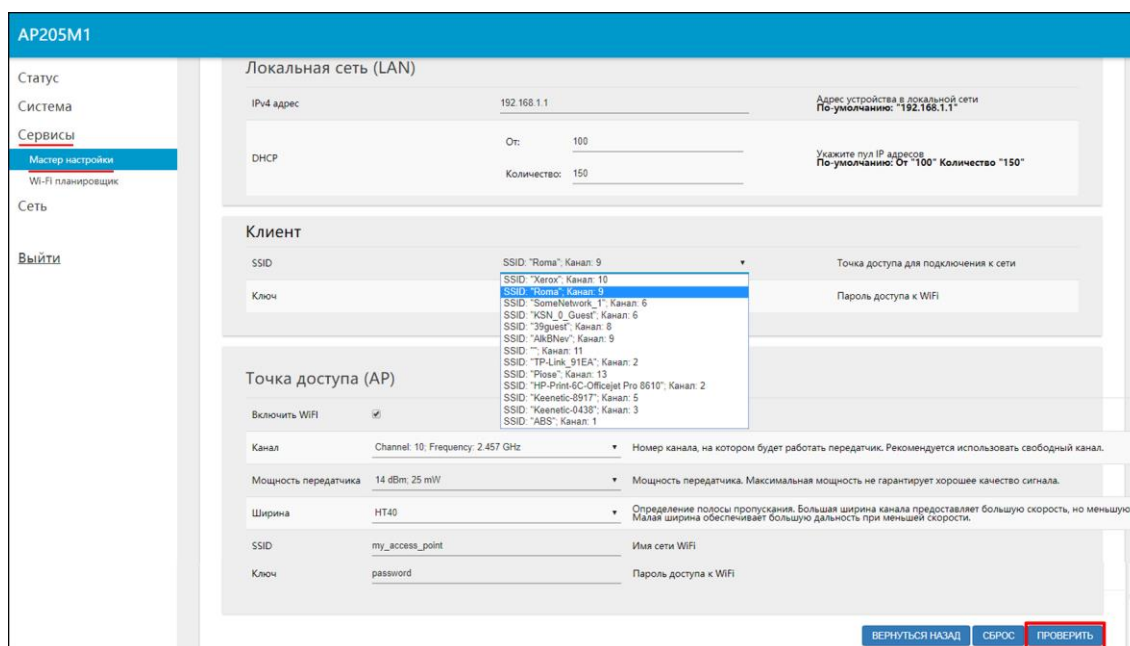 AP205M1
Статус
Система
Сервисы
Мастер настройки
Wi-Fi планировщик
Сеть
Выйти
Локальная сеть (LAN)
IPv4 адрес
192.168.1.1
Адрес устройства в локальной сети
По-умолчанию: "192.168.1.1"
DHCP
От:
100
Количество:
150
Укажите пул IP адресов
По-умолчанию: От "100" Количество "150"
Клиент
SSID
SSID: "Roma"; Канал: 9
Точка доступа для подключения к сети
Ключ
Пароль доступа к WiFi
SSID: "Xerox"; Канал: 10
SSID: "Roma"; Канал: 9
SSID: "SomeNetwork_1"; Канал: 6
SSID: "KSN_0_Guest"; Канал: 6
SSID: "39guest"; Канал: 8
SSID: "AlkBNev"; Канал: 9
SSID: ""; Канал: 11
SSID: "TP-Link_91EA"; Канал: 2
SSID: "Plose"; Канал: 13
SSID: "HP-Print-6C-Officejet Pro 8610"; Канал: 2
SSID: "Keenetic-8917"; Канал: 5
SSID: "Keenetic-0438"; Канал: 3
SSID: "ABS"; Канал: 1
Точка доступа (AP)
Включить WIFI
Канал
Channel: 10; Frequency: 2.457 GHz
Номер канала, на котором будет работать передатчик. Рекомендуется использовать свободный канал.
Мощность передатчика
14 dBm; 25 mW
Мощность передатчика. Максимальная мощность не гарантирует хорошее качество сигнала.
Ширина
HT40
Определение полосы пропускания. Большая ширина канала предоставляет большую скорость, но меньшую
Малая ширина обеспечивает большую дальность при меньшей скорости.
SSID
my_access_point
Имя сети WiFi
Ключ
password
Пароль доступа к WiFi
ВЕРНУТЬСЯ НАЗАД
СБРОС
ПРОВЕРИТЬ